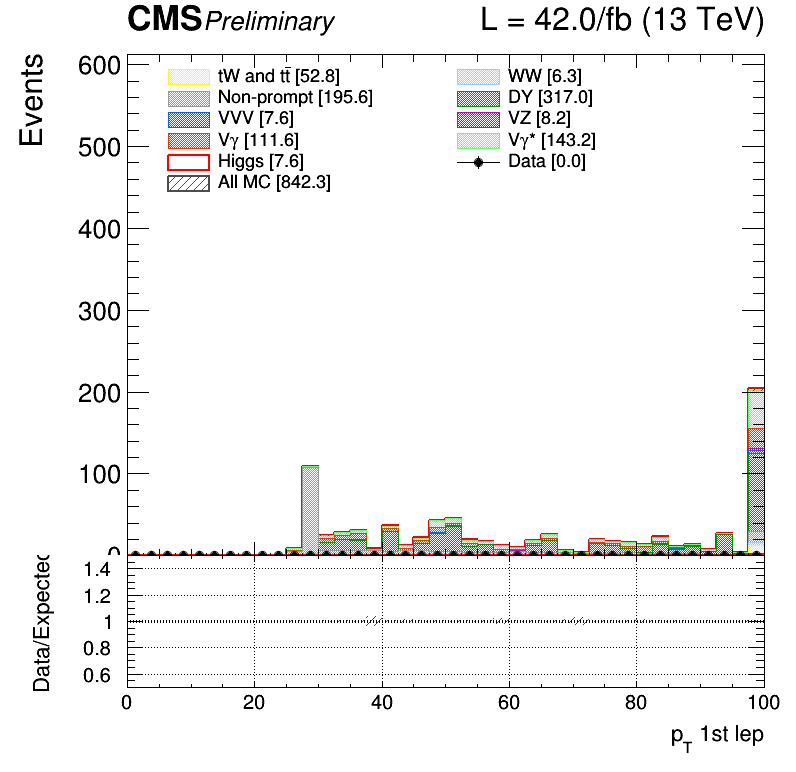 CMS Preliminary L = 42.0/fb (13 TeV)
Events
600
500
400
300
200
100
0
tW and tt̄ [52.8]
Non-prompt [195.6]
VVV [7.6]
Vγ [111.6]
Higgs [7.6]
All MC [842.3]
WW [6.3]
DY [317.0]
VZ [8.2]
Vγ* [143.2]
Data [0.0]
Data/Expected
1.4
1.2
1
0.8
0.6
0 20 40 60 80 100
p_T 1st lep